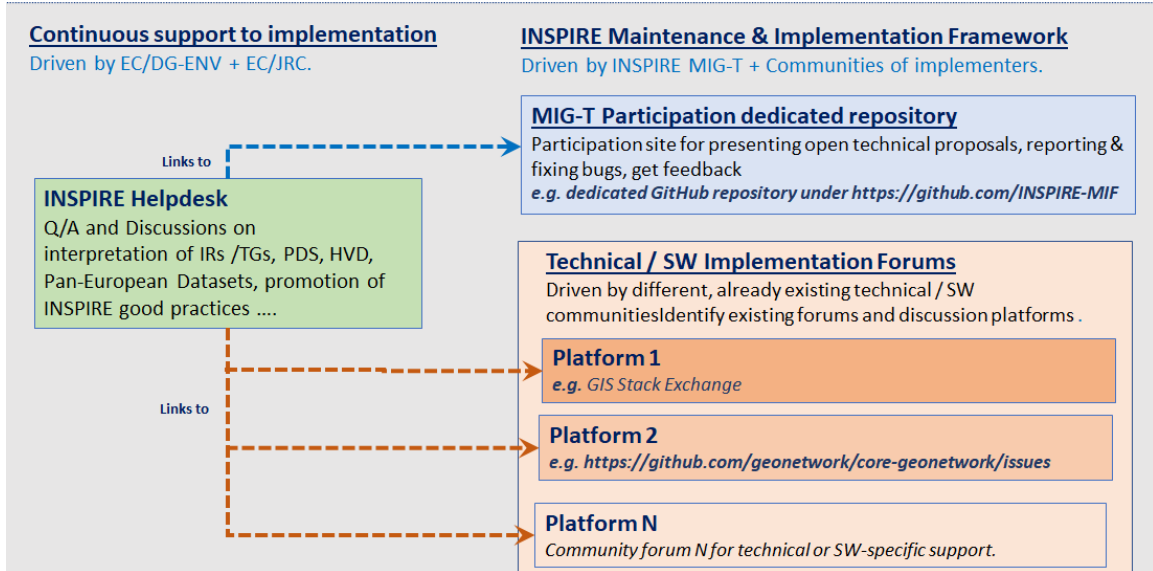 Continuous support to implementation
Driven by EC/DG-ENV + EC/JRC.
INSPIRE Maintenance & Implementation Framework
Driven by INSPIRE MIG-T + Communities of implementers.
MIG-T Participation dedicated repository
Participation site for presenting open technical proposals, reporting &
fixing bugs, get feedback
e.g. dedicated GitHub repository under https://github.com/INSPIRE-MIF
Links to
INSPIRE Helpdesk
Q/A and Discussions on
interpretation of IRs /TGs, PDS, HVD,
Pan-European Datasets, promotion of
INSPIRE good practices ....
Technical / SW Implementation Forums
Driven by different, already existing technical / SW
communitiesIdentify existing forums and discussion platforms .
Platform 1
e.g. GIS Stack Exchange
Links to
Platform 2
e.g. https://github.com/geonetwork/core-geonetwork/issues
Platform N
Community forum N for technical or SW-specific support.